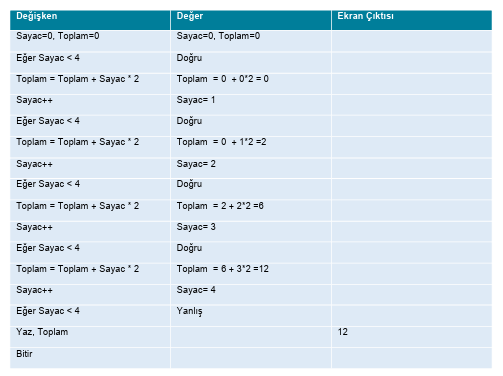 Değişken Değer Ekran Çıktısı
Sayac=0, Toplam=0 Sayac=0, Toplam=0
Eğer Sayac < 4 Doğru
Toplam = Toplam + Sayac * 2 Toplam = 0 + 0*2 = 0
Sayac++ Sayac= 1
Eğer Sayac < 4 Doğru
Toplam = Toplam + Sayac * 2 Toplam = 0 + 1*2 =2
Sayac++ Sayac= 2
Eğer Sayac < 4 Doğru
Toplam = Toplam + Sayac * 2 Toplam = 2 + 2*2 =6
Sayac++ Sayac= 3
Eğer Sayac < 4 Doğru
Toplam = Toplam + Sayac * 2 Toplam = 6 + 3*2 =12
Sayac++ Sayac= 4
Eğer Sayac < 4 Yanlış
Yaz, Toplam 12
Bitir